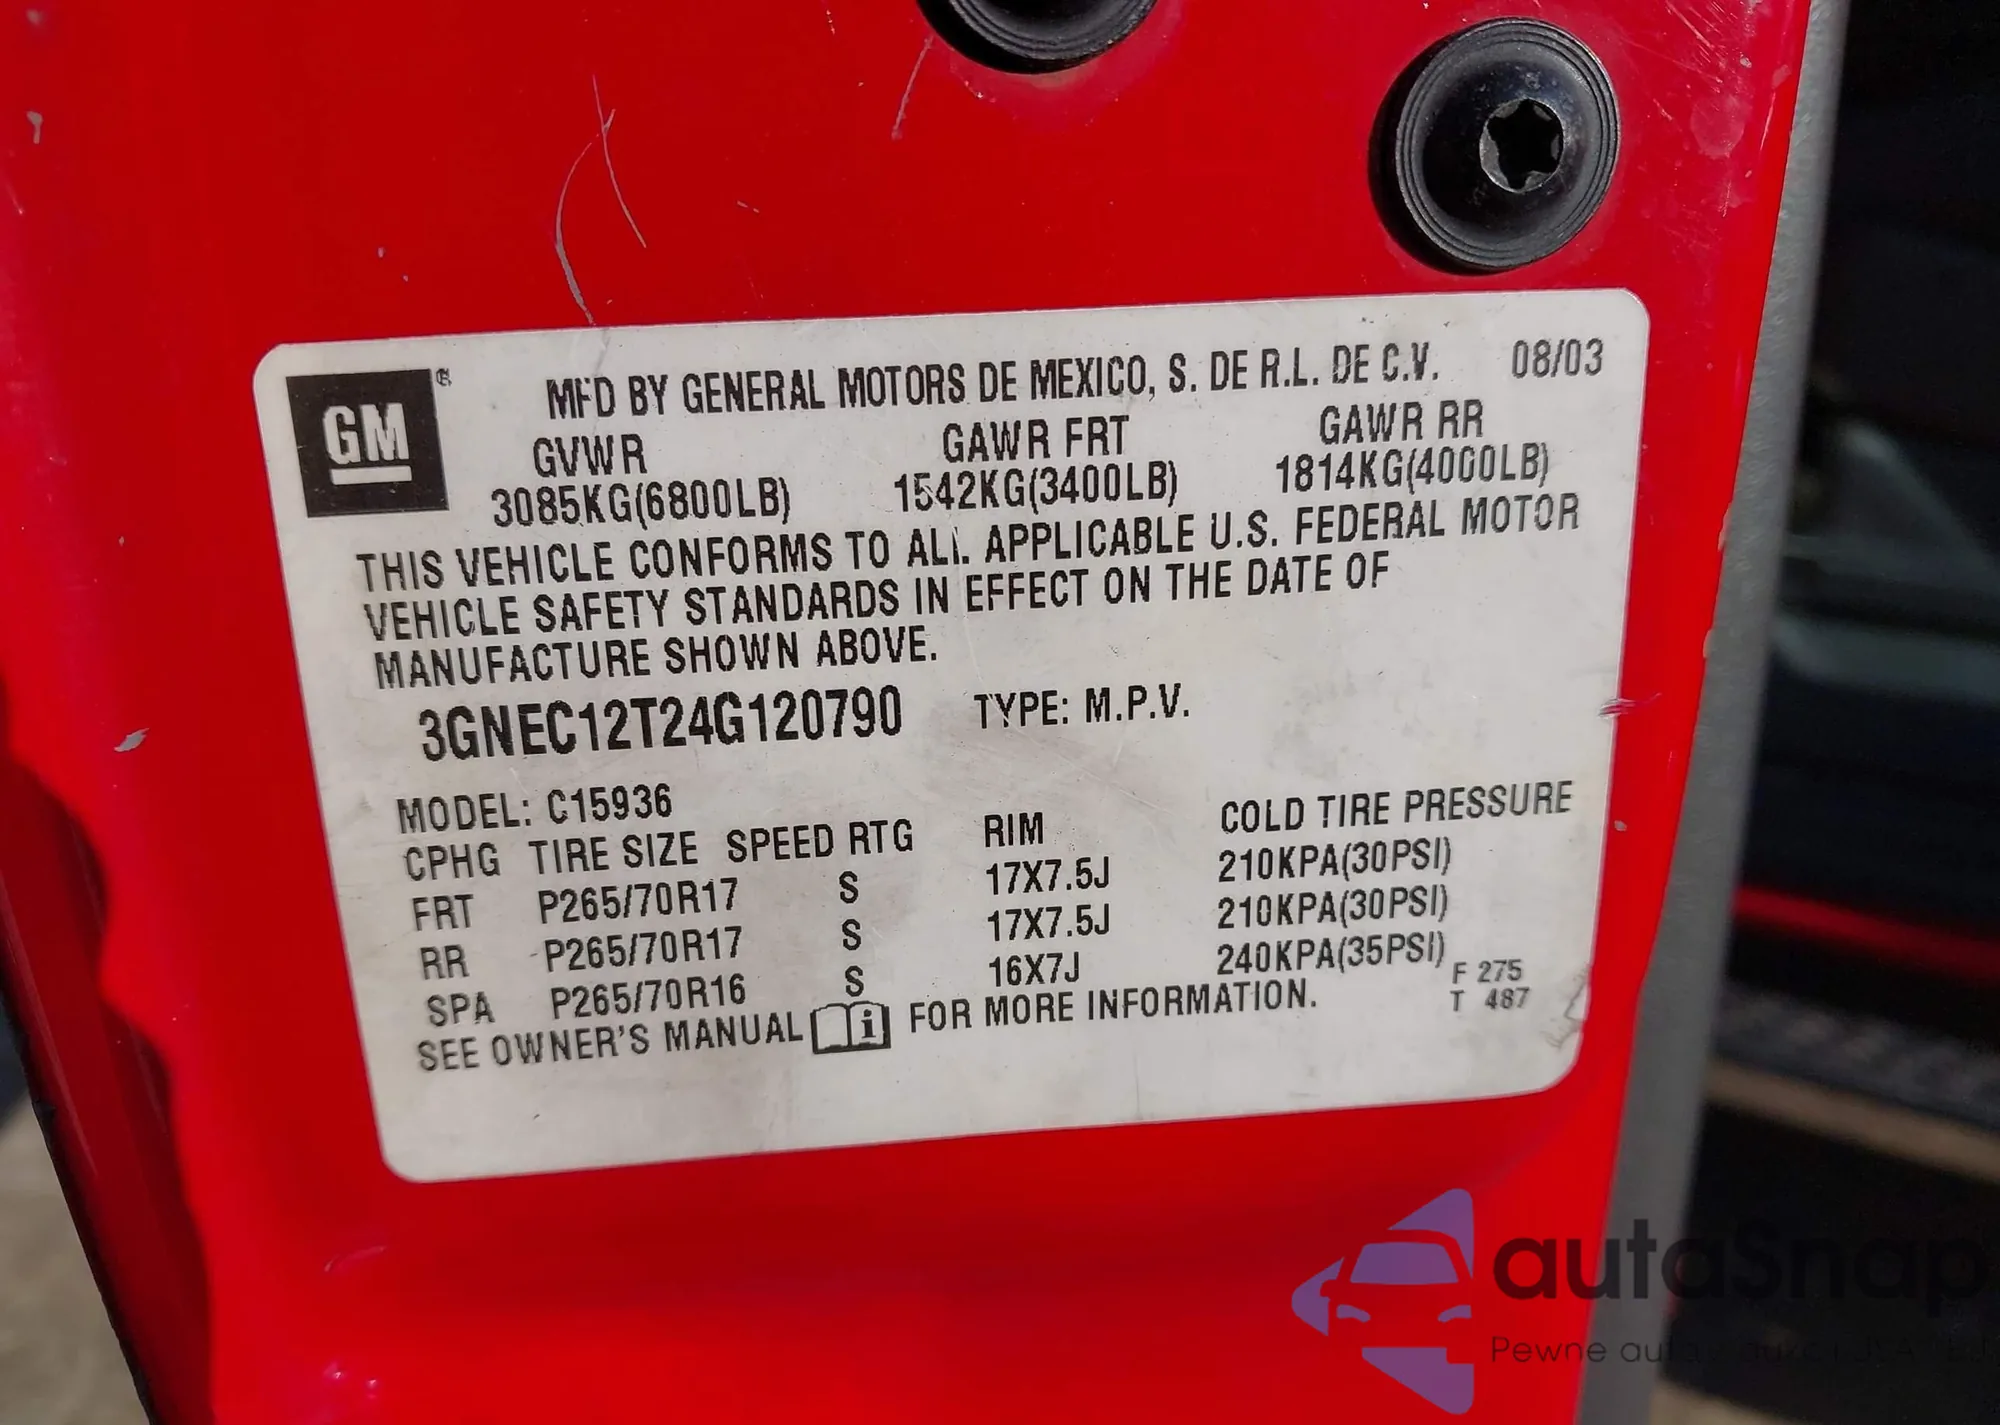 GM ®
MFD BY GENERAL MOTORS DE MEXICO, S. DE R.L. DE C.V. 08/03
GVWR GAWR FRT GAWR RR
3085KG(6800LB) 1542KG(3400LB) 1814KG(4000LB)
THIS VEHICLE CONFORMS TO ALL APPLICABLE U.S. FEDERAL MOTOR
VEHICLE SAFETY STANDARDS IN EFFECT ON THE DATE OF
MANUFACTURE SHOWN ABOVE.
3GNEC12T24G120790 TYPE: M.P.V.
MODEL: C15936
CPHG TIRE SIZE SPEED RTG RIM COLD TIRE PRESSURE
FRT P265/70R17 S 17X7.5J 210KPA(30PSI)
RR P265/70R17 S 17X7.5J 210KPA(30PSI)
SPA P265/70R16 S 16X7J 240KPA(35PSI)
SEE OWNER'S MANUAL i FOR MORE INFORMATION.
F 275
T 487
autaSnap
Pewne auta z